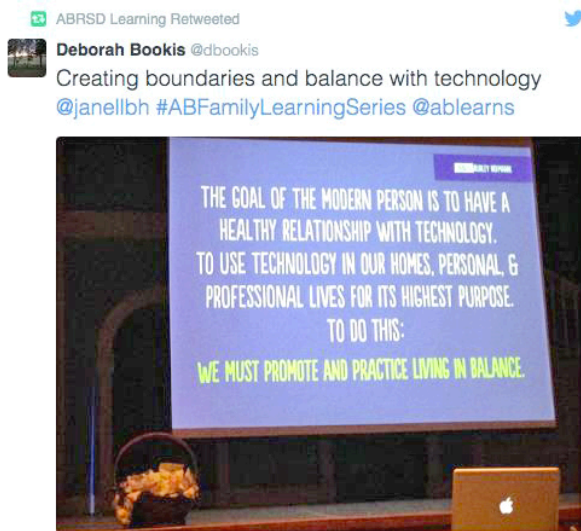 ABRSD Learning Retweeted
Deborah Bookis @dbookis
Creating boundaries and balance with technology
@janellbh #ABFamilyLearningSeries @ablearns
THE GOAL OF THE MODERN PERSON IS TO HAVE A
HEALTHY RELATIONSHIP WITH TECHNOLOGY.
TO USE TECHNOLOGY IN OUR HOMES, PERSONAL, &
PROFESSIONAL LIVES FOR ITS HIGHEST PURPOSE.
TO DO THIS:
WE MUST PROMOTE AND PRACTICE LIVING IN BALANCE.